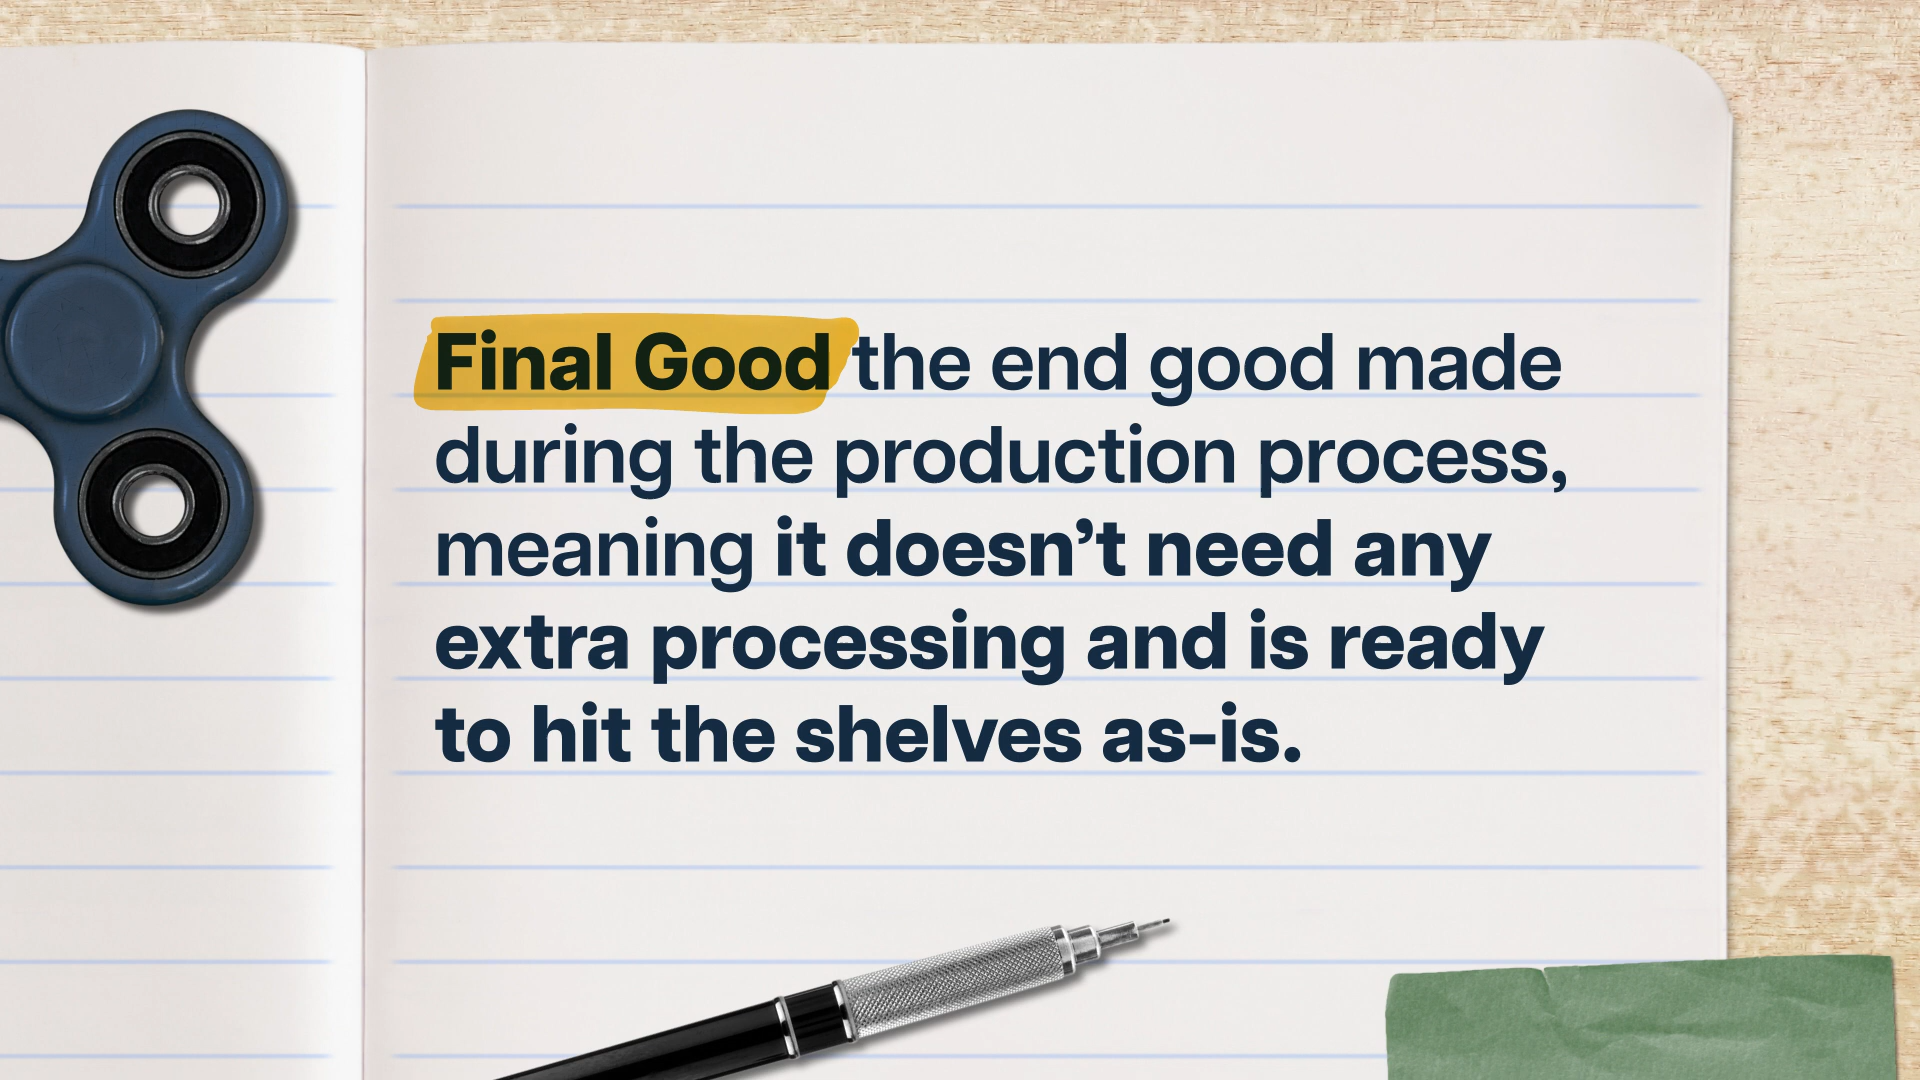 Final Good the end good made
during the production process,
meaning it doesn’t need any
extra processing and is ready
to hit the shelves as-is.